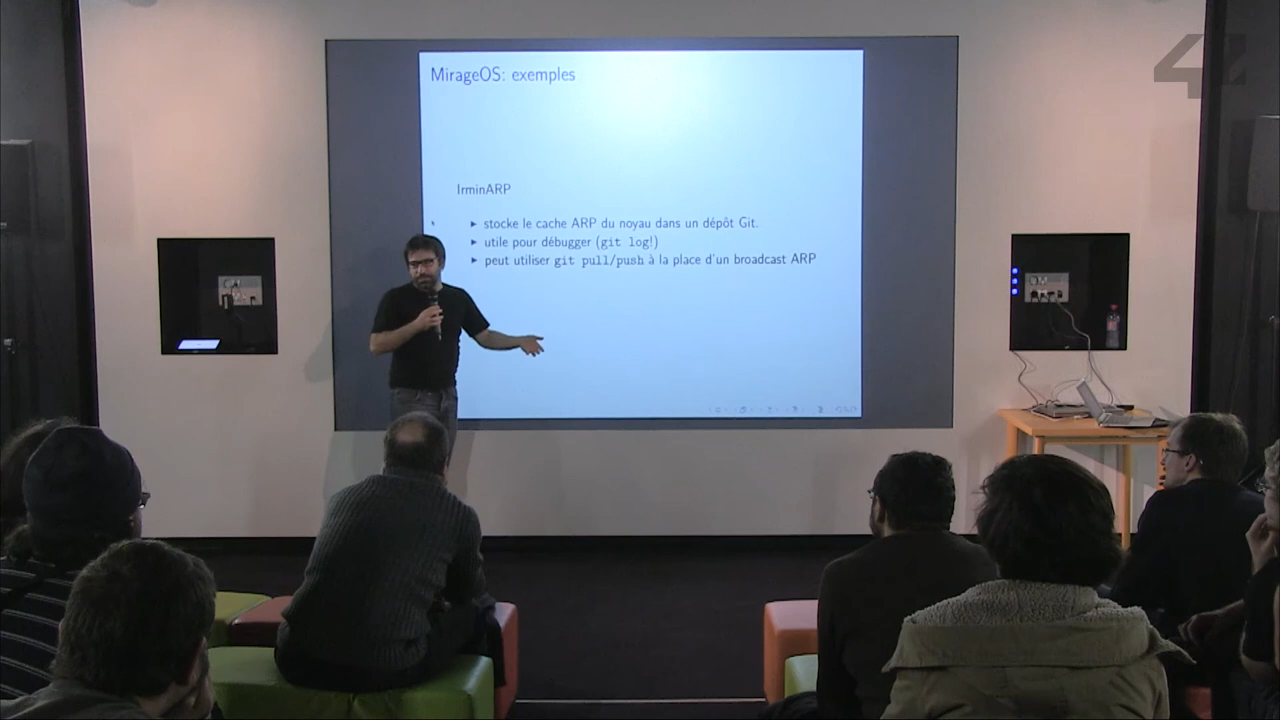 42
MirageOS: exemples
IrminARP
▸ stocke le cache ARP du noyau dans un dépôt Git.
▸ utile pour débugger (git log!)
▸ peut utiliser git pull/push à la place d'un broadcast ARP